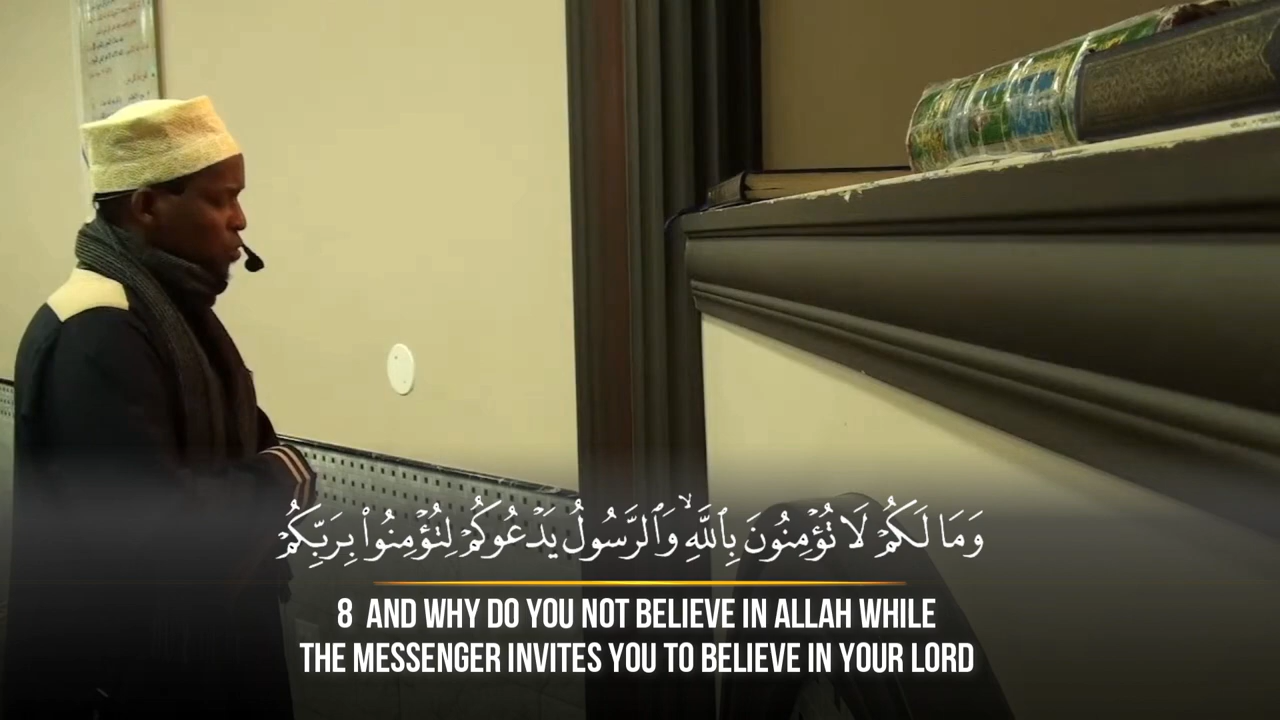 وَمَا لَكُمْ لَا تُؤْمِنُونَ بِٱللَّهِ ۙ وَٱلرَّسُولُ يَدْعُوكُمْ لِتُؤْمِنُوا۟ بِرَبِّكُمْ
8 AND WHY DO YOU NOT BELIEVE IN ALLAH WHILE
THE MESSENGER INVITES YOU TO BELIEVE IN YOUR LORD